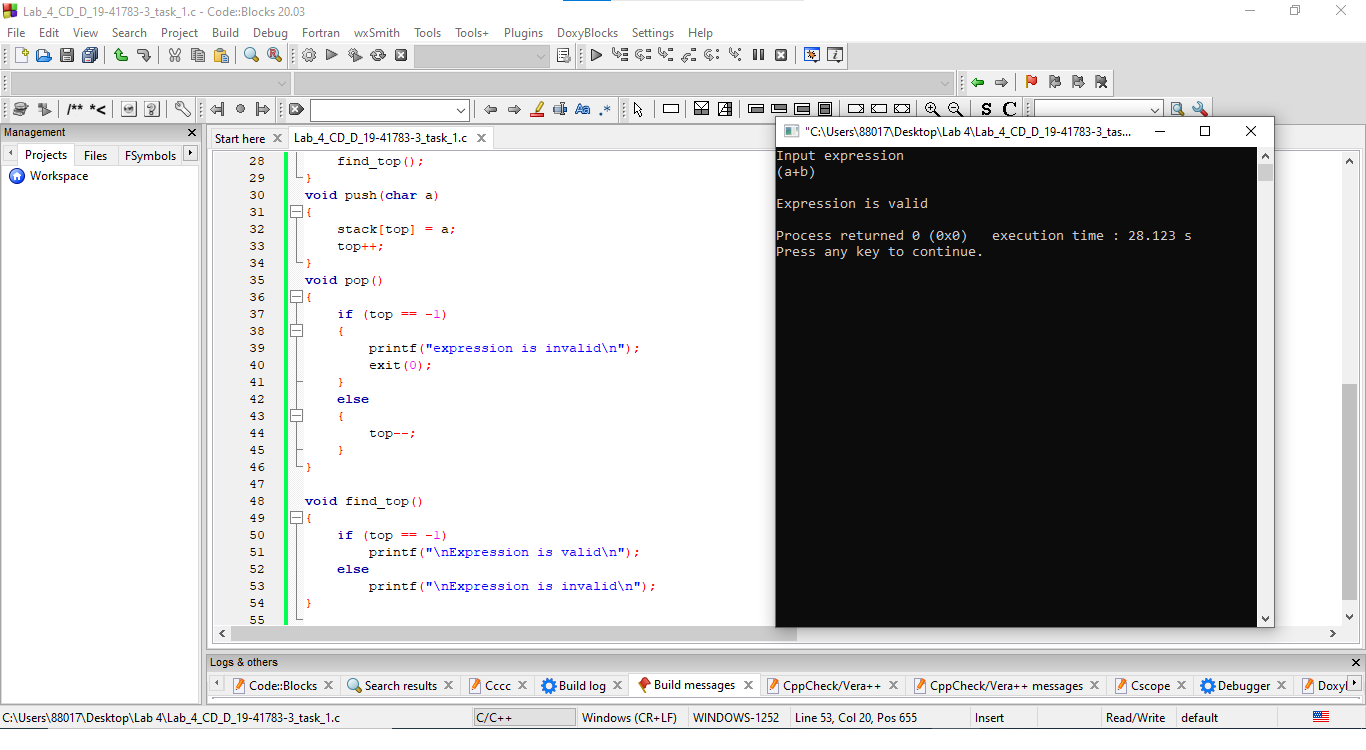 Lab_4_CD_D_19-41783-3_task_1.c - Code::Blocks 20.03
File Edit View Search Project Build Debug Fortran wxSmith Tools Tools+ Plugins DoxyBlocks Settings Help
/** *<
Aa .*
S C
Management
Projects Files FSymbols
Workspace
Start here Lab_4_CD_D_19-41783-3_task_1.c
28 find_top();
29 }
30 void push(char a)
31 {
32 stack[top] = a;
33 top++;
34 }
35 void pop()
36 {
37 if (top == -1)
38 {
39 printf("expression is invalid\n");
40 exit(0);
41 }
42 else
43 {
44 top--;
45 }
46 }
47
48 void find_top()
49 {
50 if (top == -1)
51 printf("\nExpression is valid\n");
52 else
53 printf("\nExpression is invalid\n");
54 }
55
"C:\Users\88017\Desktop\Lab 4\Lab_4_CD_D_19-41783-3_tas...
Input expression
(a+b)
Expression is valid
Process returned 0 (0x0) execution time : 28.123 s
Press any key to continue.
Logs & others
Code::Blocks Search results Cccc Build log Build messages CppCheck/Vera++ CppCheck/Vera++ messages Cscope Debugger Doxyl
C:\Users\88017\Desktop\Lab 4\Lab_4_CD_D_19-41783-3_task_1.c C/C++ Windows (CR+LF) WINDOWS-1252 Line 53, Col 20, Pos 655 Insert Read/Write default